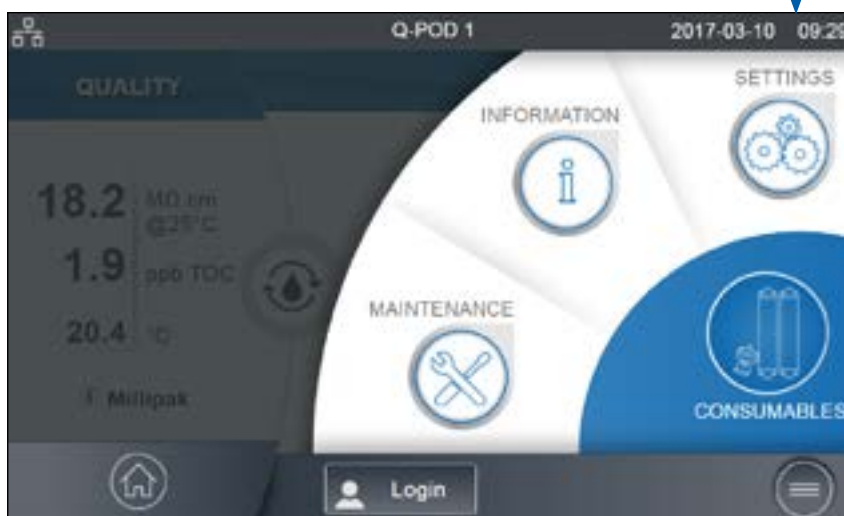 Q-POD 1
2017-03-10 09:29
QUALITY
SETTINGS
INFORMATION
18.2 MΩ.cm
@25°C
1.9 ppb TOC
MAINTENANCE
20.4 °C
Millipak
CONSUMABLES
Login